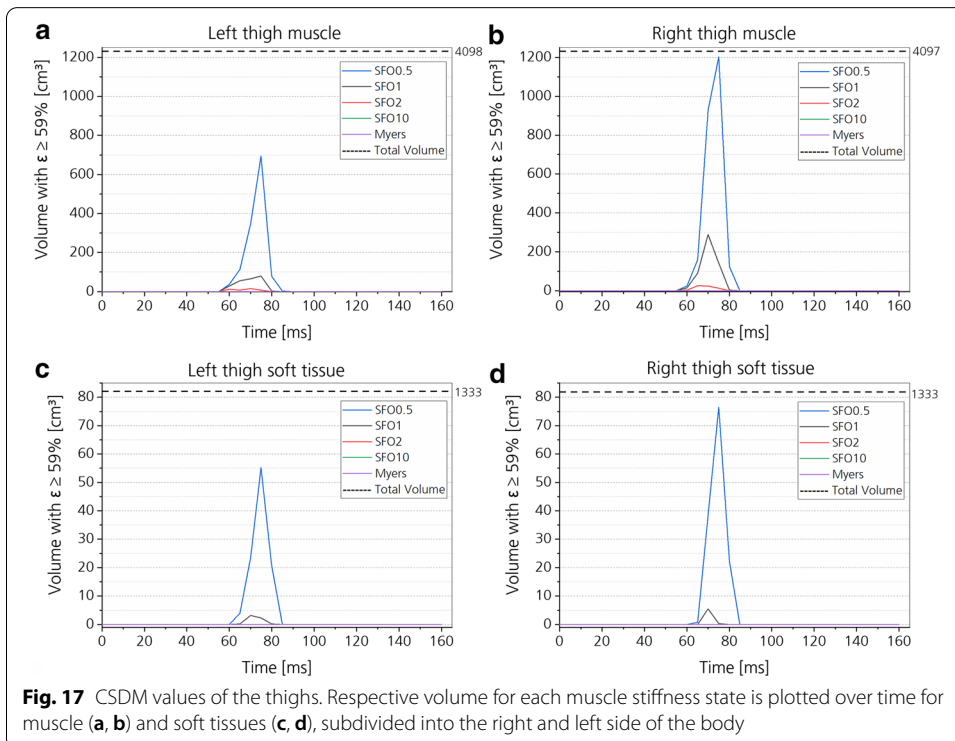 a
Left thigh muscle
Volume with ε ≥ 59% [cm³]
1200
1000
800
600
400
200
0
4098
SFO0.5
SFO1
SFO2
SFO10
Myers
Total Volume
0 20 40 60 80 100 120 140 160
Time [ms]
b
Right thigh muscle
Volume with ε ≥ 59% [cm³]
1200
1000
800
600
400
200
0
4097
SFO0.5
SFO1
SFO2
SFO10
Myers
Total Volume
0 20 40 60 80 100 120 140 160
Time [ms]
c
Left thigh soft tissue
Volume with ε ≥ 59% [cm³]
80
70
60
50
40
30
20
10
0
1333
SFO0.5
SFO1
SFO2
SFO10
Myers
Total Volume
0 20 40 60 80 100 120 140 160
Time [ms]
d
Right thigh soft tissue
Volume with ε ≥ 59% [cm³]
80
70
60
50
40
30
20
10
0
1333
SFO0.5
SFO1
SFO2
SFO10
Myers
Total Volume
0 20 40 60 80 100 120 140 160
Time [ms]
Fig. 17 CSDM values of the thighs. Respective volume for each muscle stiffness state is plotted over time for
muscle (a, b) and soft tissues (c, d), subdivided into the right and left side of the body